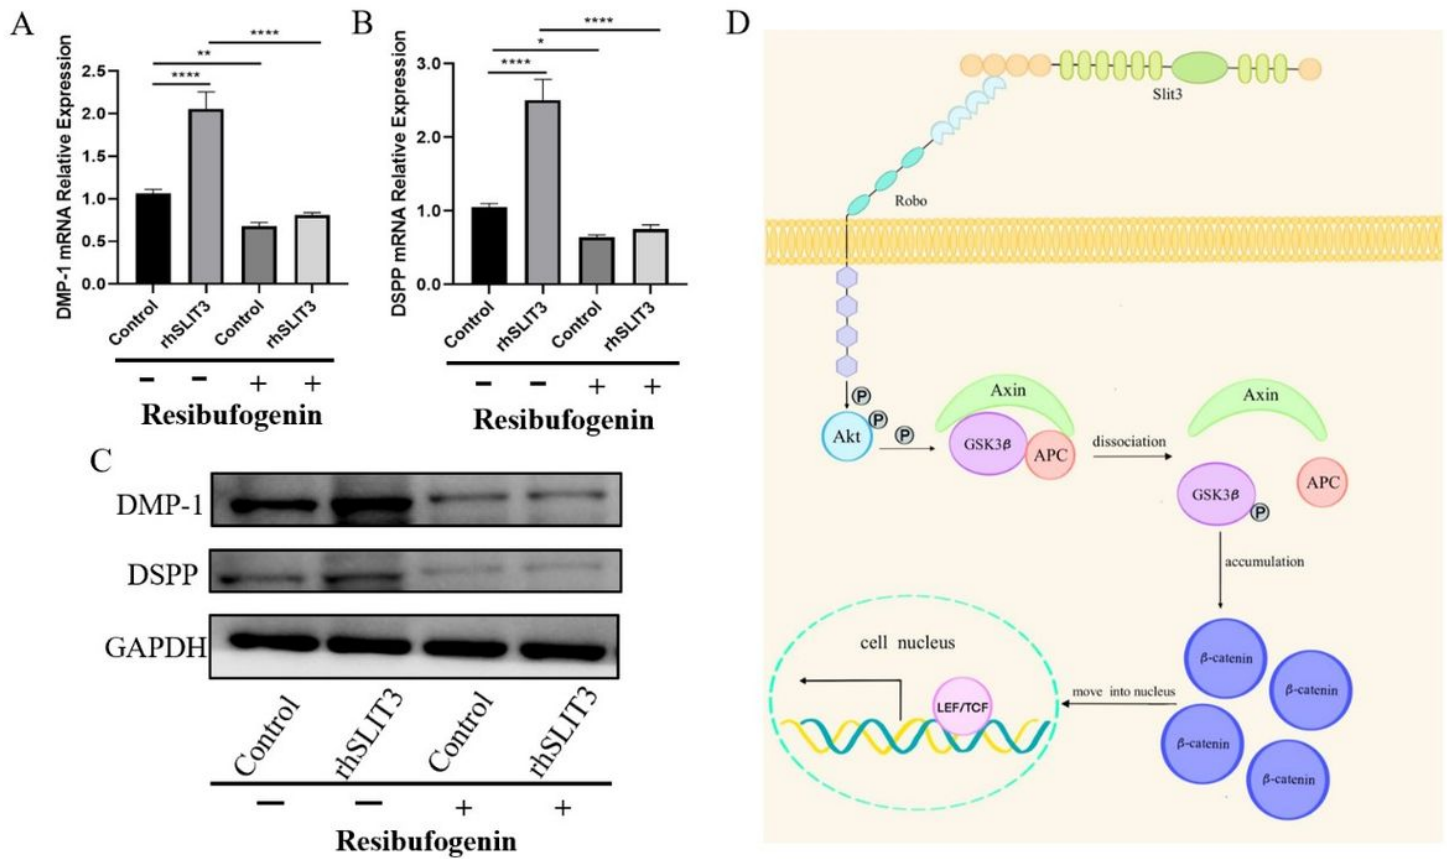 A
****
**
****
DMP-1 mRNA Relative Expression
2.5
2.0
1.5
1.0
0.5
0.0
Control
rhSLIT3
Control
rhSLIT3
- - + +
Resibufogenin
B
****
*
****
DSPP mRNA Relative Expression
3.0
2.0
1.0
0.0
Control
rhSLIT3
Control
rhSLIT3
- - + +
Resibufogenin
C
DMP-1
DSPP
GAPDH
Control
rhSLIT3
Control
rhSLIT3
— — + +
Resibufogenin
D
Slit3
Robo
P
P
P
Akt
Axin
GSK3β
APC
dissociation
Axin
GSK3β
P
APC
accumulation
β-catenin
β-catenin
β-catenin
β-catenin
move into nucleus
cell nucleus
LEF/TCF